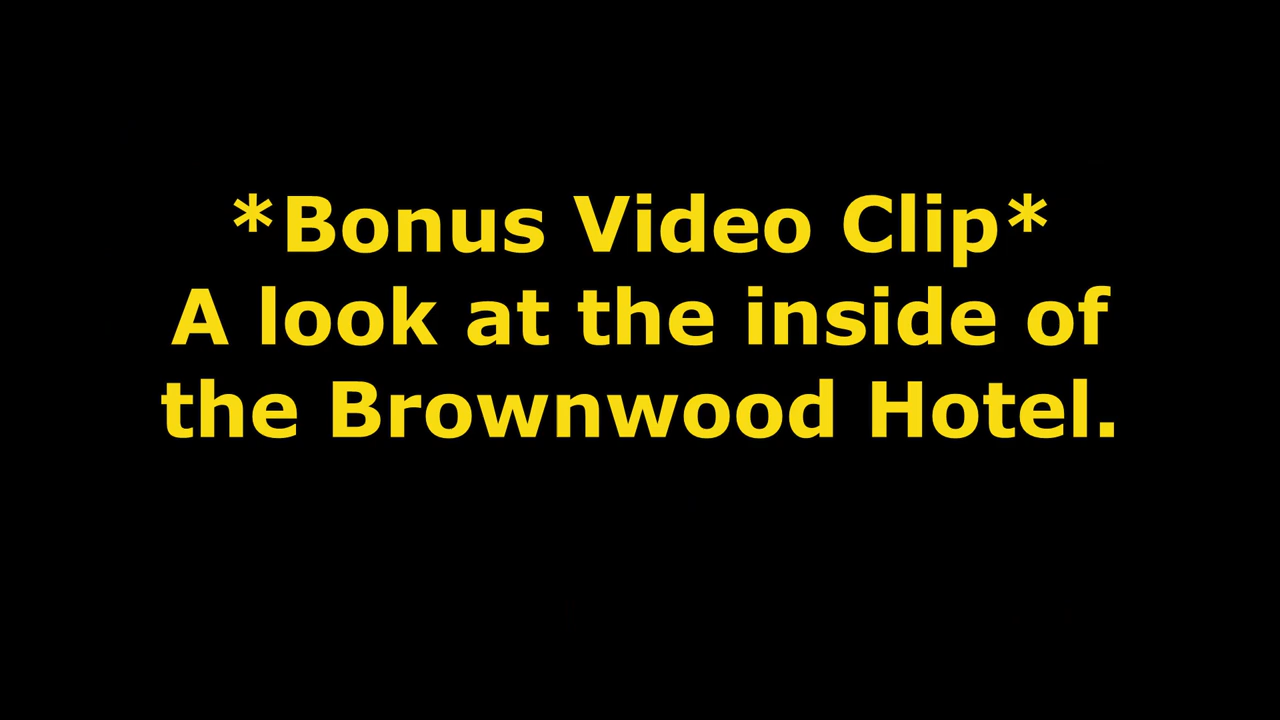 *Bonus Video Clip*
A look at the inside of
the Brownwood Hotel.